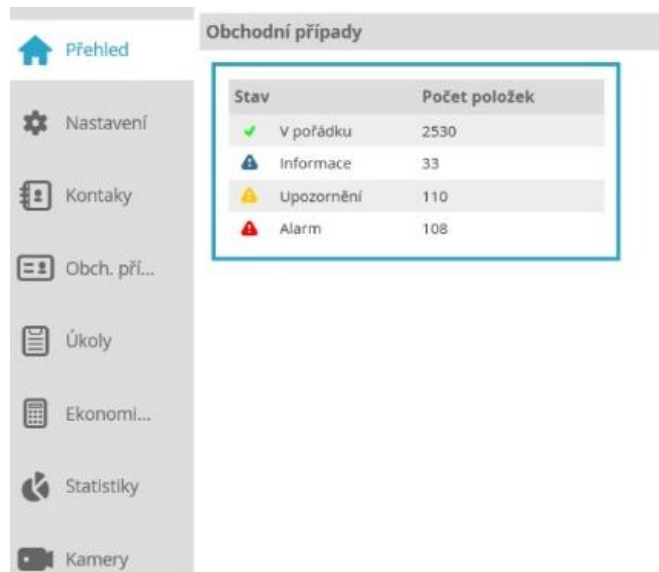 Přehled
Nastavení
Kontaky
Obch. pří...
Úkoly
Ekonomi...
Statistiky
Kamery
Obchodní případy
Stav Počet položek
V pořádku 2530
Informace 33
Upozornění 110
Alarm 108